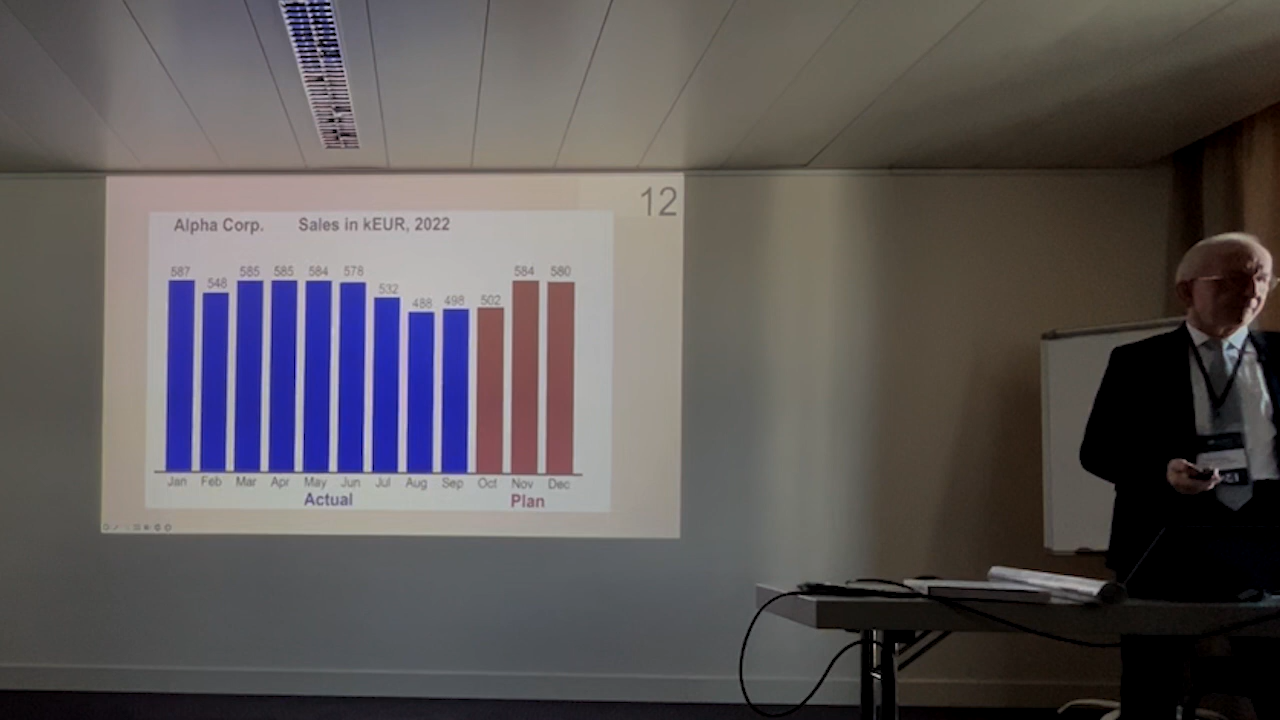 12
Alpha Corp. Sales in kEUR, 2022
587 548 585 585 584 578 532 488 498 502 584 580
Jan Feb Mar Apr May Jun Jul Aug Sep Oct Nov Dec
Actual Plan